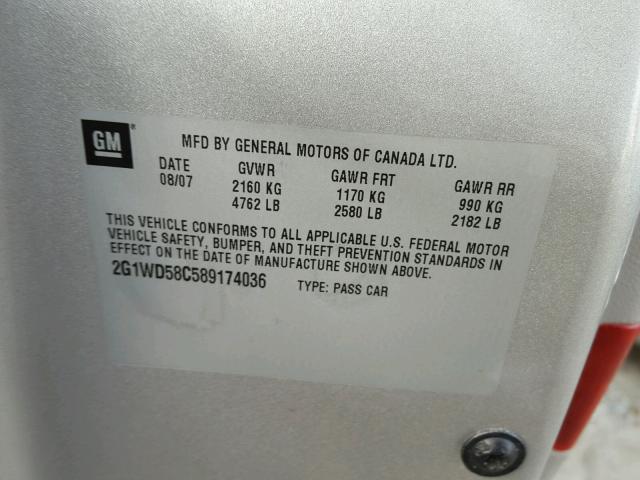 GM
MFD BY GENERAL MOTORS OF CANADA LTD.
DATE GVWR GAWR FRT GAWR RR
08/07 2160 KG 1170 KG 990 KG
4762 LB 2580 LB 2182 LB
THIS VEHICLE CONFORMS TO ALL APPLICABLE U.S. FEDERAL MOTOR
VEHICLE SAFETY, BUMPER, AND THEFT PREVENTION STANDARDS IN
EFFECT ON THE DATE OF MANUFACTURE SHOWN ABOVE.
2G1WD58C589174036 TYPE: PASS CAR